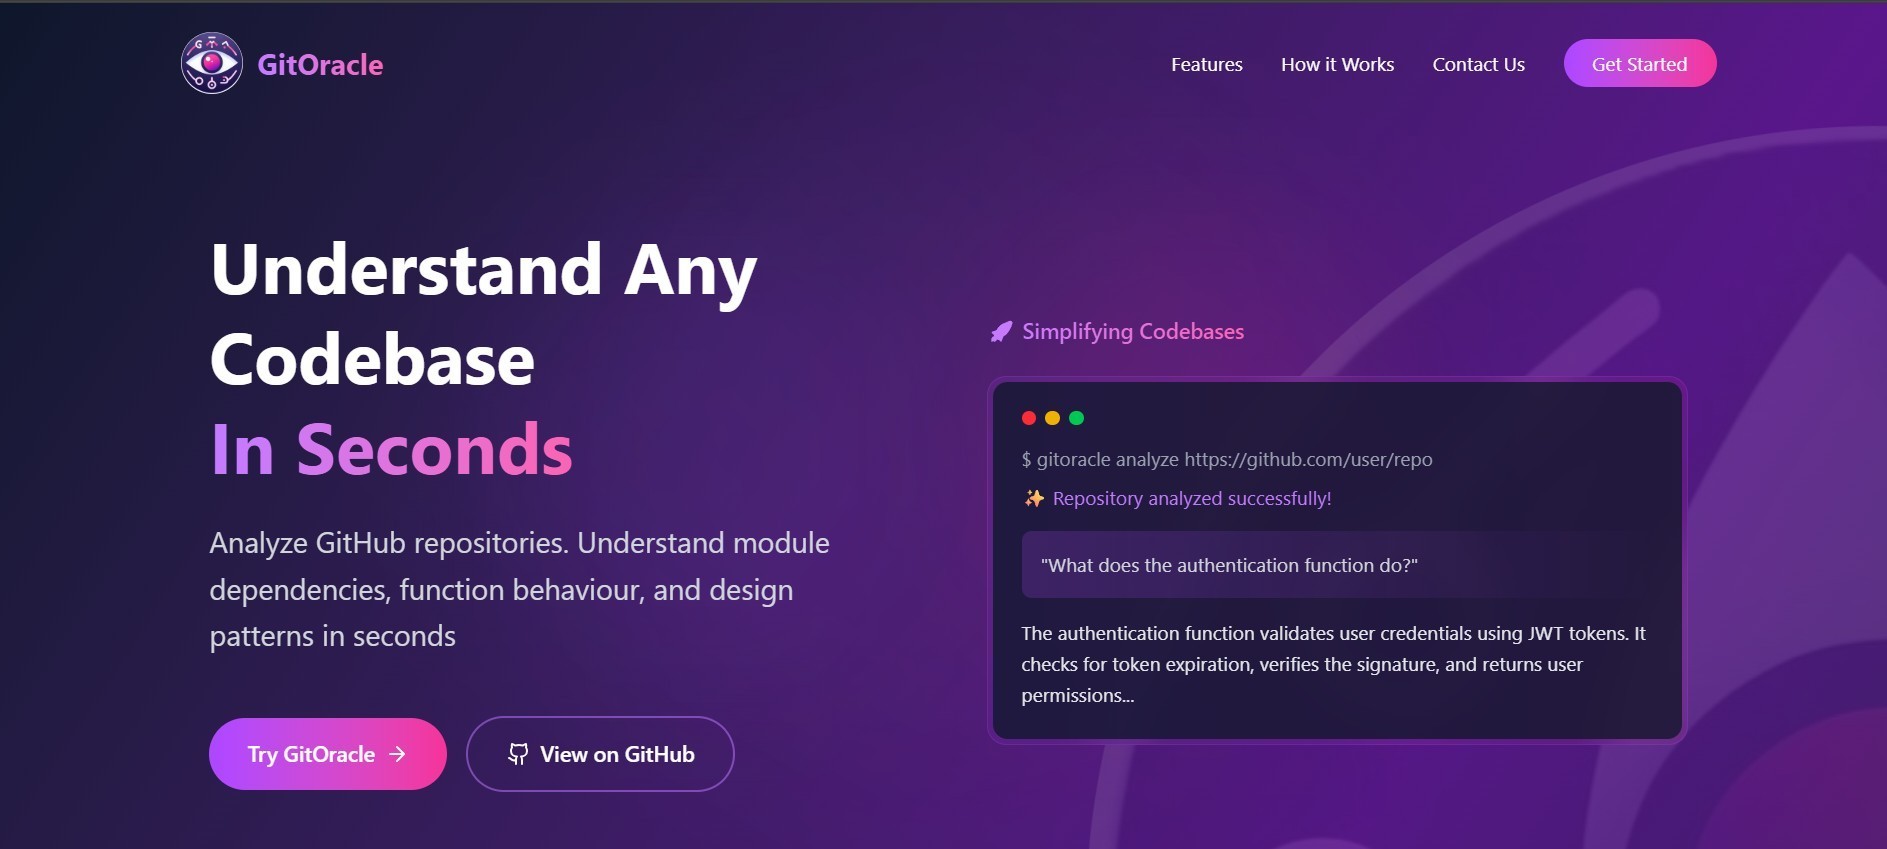 GitOracle
Features
How it Works
Contact Us
Get Started
Understand Any
Codebase
In Seconds
Analyze GitHub repositories. Understand module
dependencies, function behaviour, and design
patterns in seconds
Try GitOracle →
View on GitHub
Simplifying Codebases
$ gitoracle analyze https://github.com/user/repo
✨ Repository analyzed successfully!
"What does the authentication function do?"
The authentication function validates user credentials using JWT tokens. It
checks for token expiration, verifies the signature, and returns user
permissions...